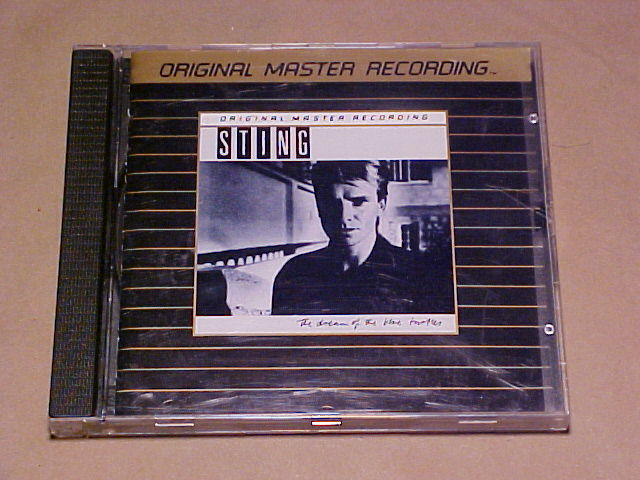 ORIGINAL MASTER RECORDING™
ORIGINAL MASTER RECORDING
STING
The dream of the blue turtles